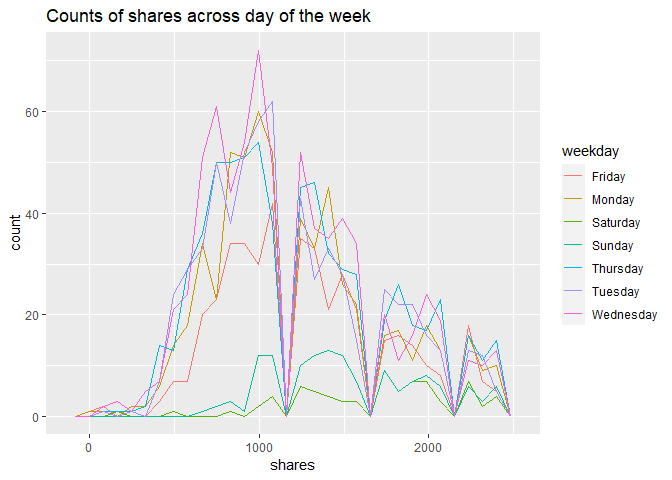 Counts of shares across day of the week
60
40
20
0
count
0
1000
2000
shares
weekday
Friday
Monday
Saturday
Sunday
Thursday
Tuesday
Wednesday